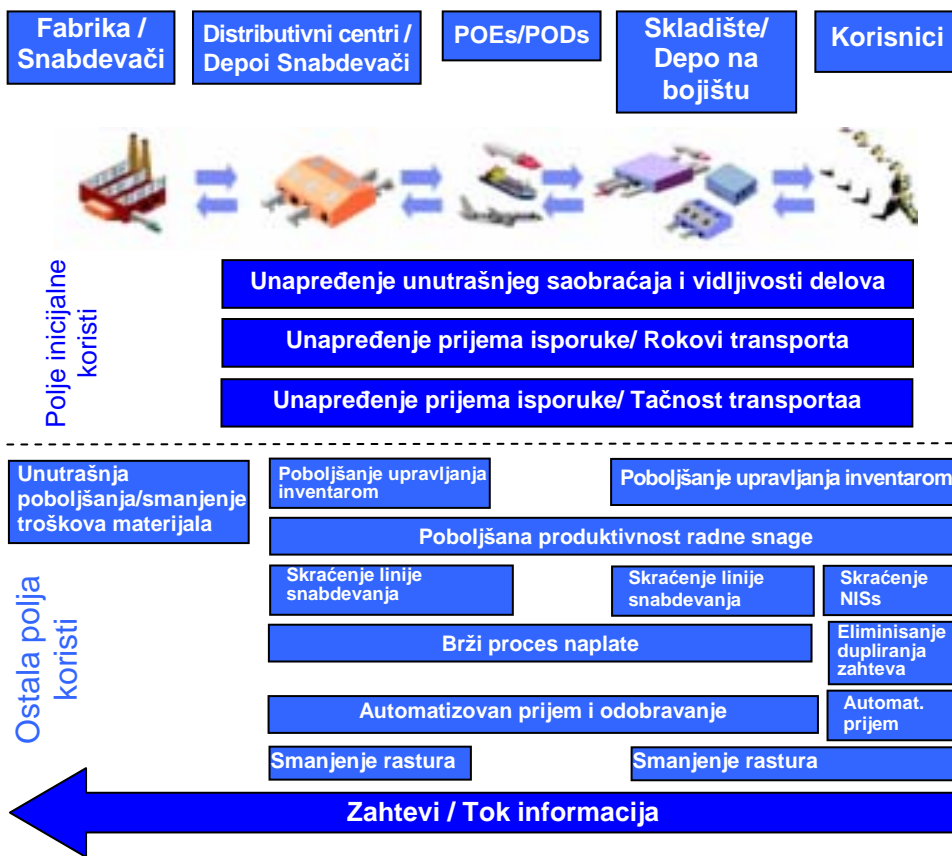 Fabrika /
Snabdevači
Distributivni centri /
Depoi Snabdevači
POEs/PODs
Skladište/
Depo na
bojištu
Korisnici
Polje inicijalne
koristi
Unapređenje unutrašnjeg saobraćaja i vidljivosti delova
Unapređenje prijema isporuke/ Rokovi transporta
Unapređenje prijema isporuke/ Tačnost transportaa
Ostala polja
koristi
Unutrašnja
poboljšanja/smanjenje
troškova materijala
Poboljšanje upravljanja
inventarom
Poboljšanje upravljanja inventarom
Poboljšana produktivnost radne snage
Skraćenje linije
snabdevanja
Skraćenje linije
snabdevanja
Skraćenje
NISs
Brži proces naplate
Eliminisanje
dupliranja
zahteva
Automatizovan prijem i odobravanje
Automat.
prijem
Smanjenje rastura
Smanjenje rastura
Zahtevi / Tok informacija